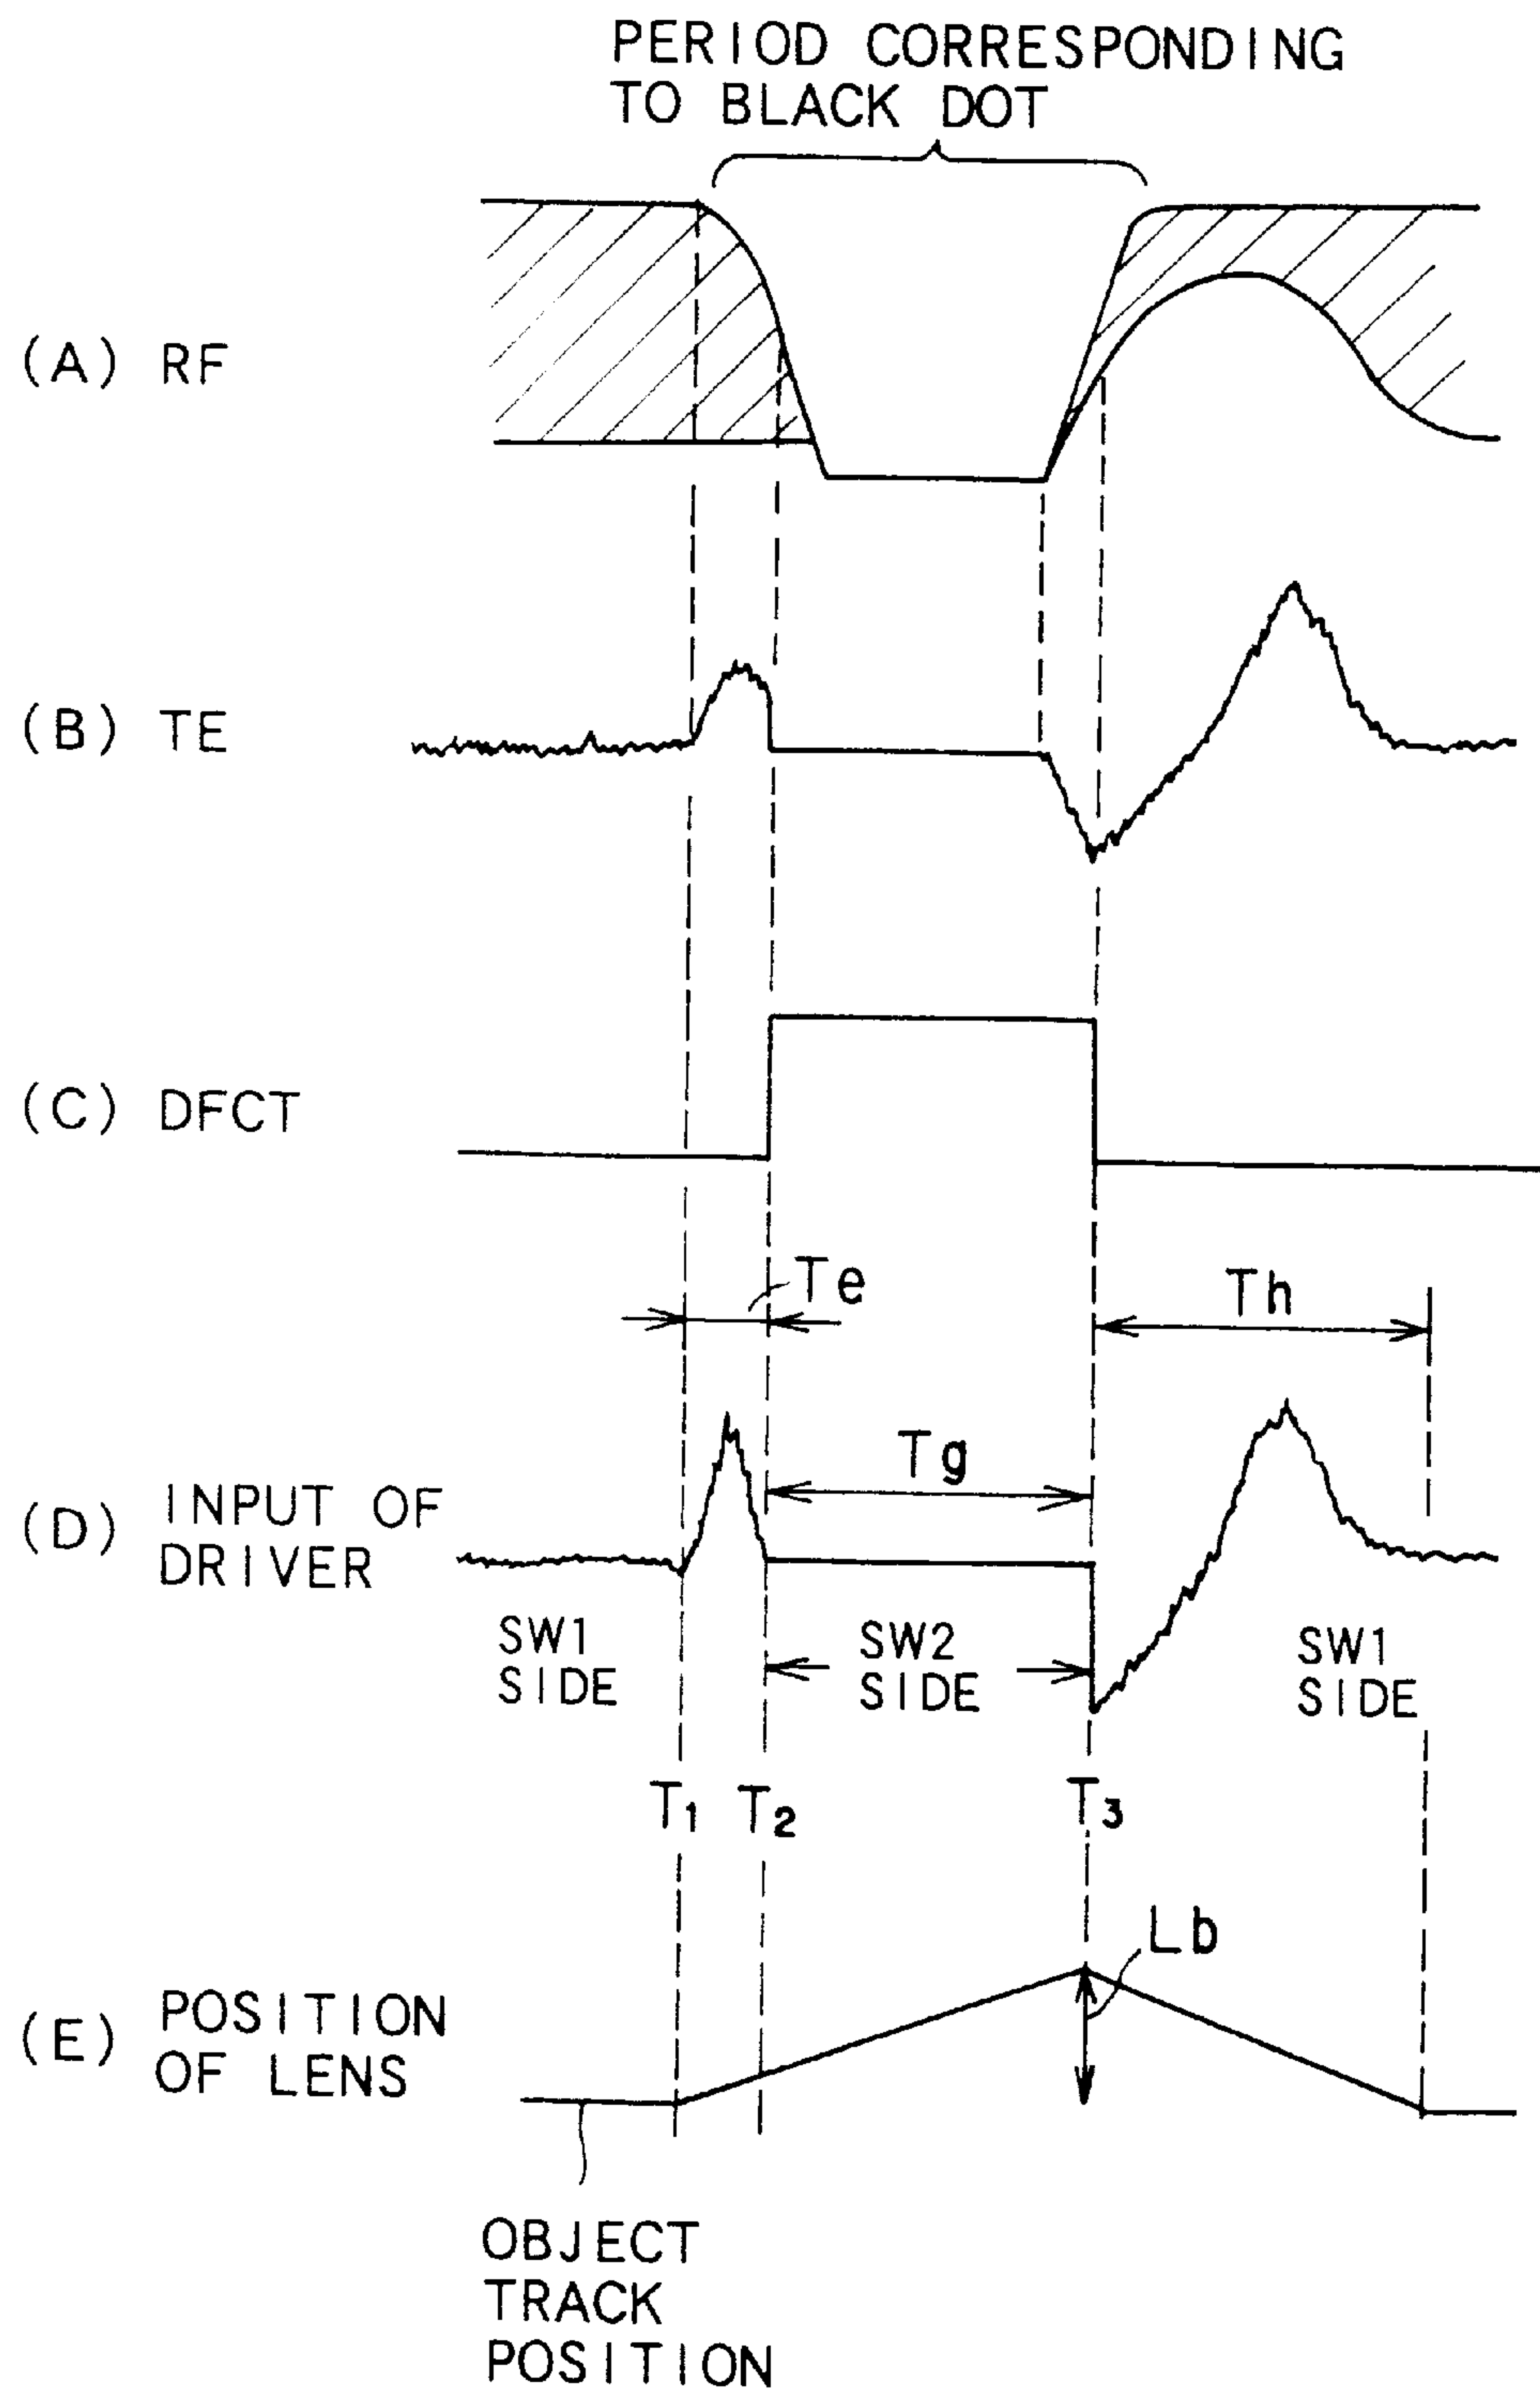 PERIOD CORRESPONDING
TO BLACK DOT
(A) RF
(B) TE
(C) DFCT
Te
Th
Tg
(D) INPUT OF
DRIVER
SW1
SIDE
SW2
SIDE
SW1
SIDE
T1
T2
T3
Lb
(E) POSITION
OF LENS
OBJECT
TRACK
POSITION